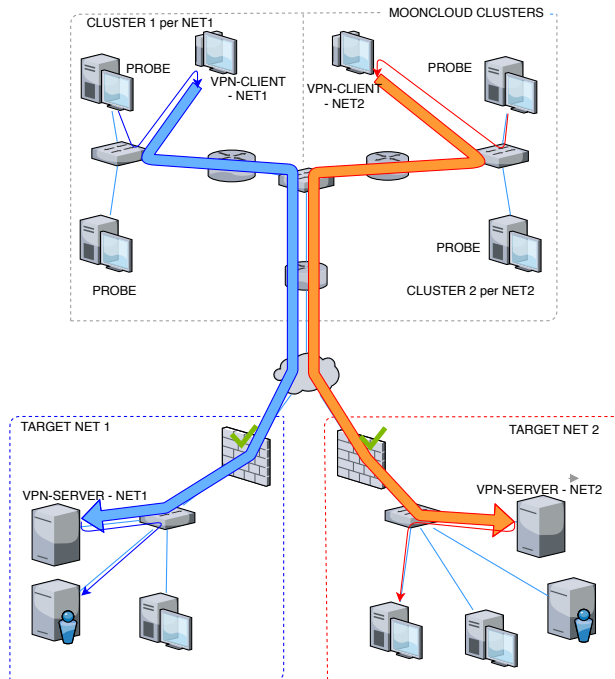 CLUSTER 1 per NET1
MOONCLOUD CLUSTERS
PROBE
VPN-CLIENT
- NET1
VPN-CLIENT
- NET2
PROBE
PROBE
PROBE
CLUSTER 2 per NET2
TARGET NET 1
TARGET NET 2
VPN-SERVER - NET1
VPN-SERVER - NET2